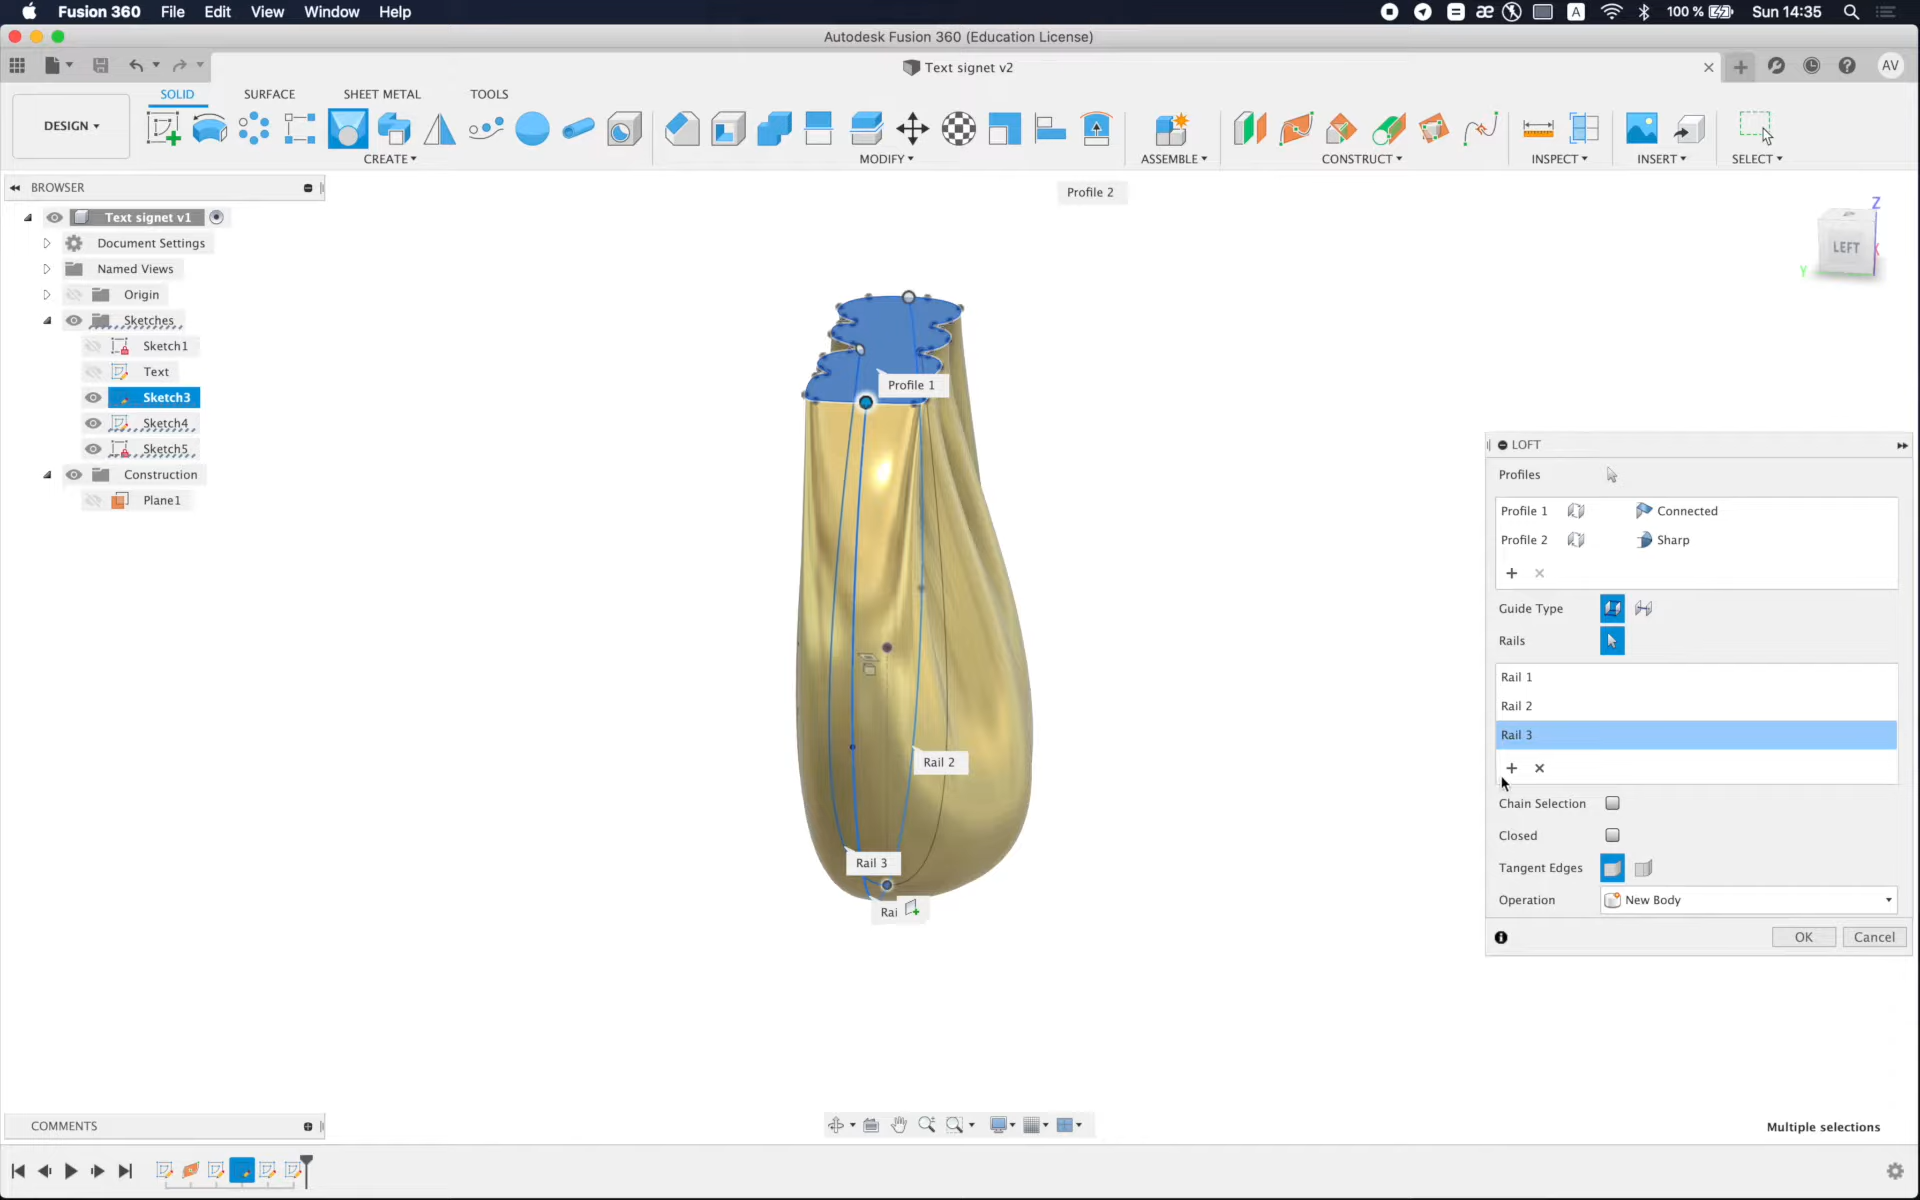 Fusion 360 File Edit View Window Help
æ A 100 % Sun 14:35
Autodesk Fusion 360 (Education License)
Text signet v2
AV
SOLID SURFACE SHEET METAL TOOLS
DESIGN
CREATE MODIFY ASSEMBLE CONSTRUCT INSPECT INSERT SELECT
BROWSER
Text signet v1
Document Settings
Named Views
Origin
Sketches
Sketch1
Text
Sketch3
Sketch4
Sketch5
Construction
Plane1
Profile 2
Z
LEFT
X
Y
Profile 1
Rail 2
Rail 3
Rai
LOFT
Profiles
Profile 1 Connected
Profile 2 Sharp
Guide Type
Rails
Rail 1
Rail 2
Rail 3
Chain Selection
Closed
Tangent Edges
Operation New Body
OK Cancel
COMMENTS
Multiple selections